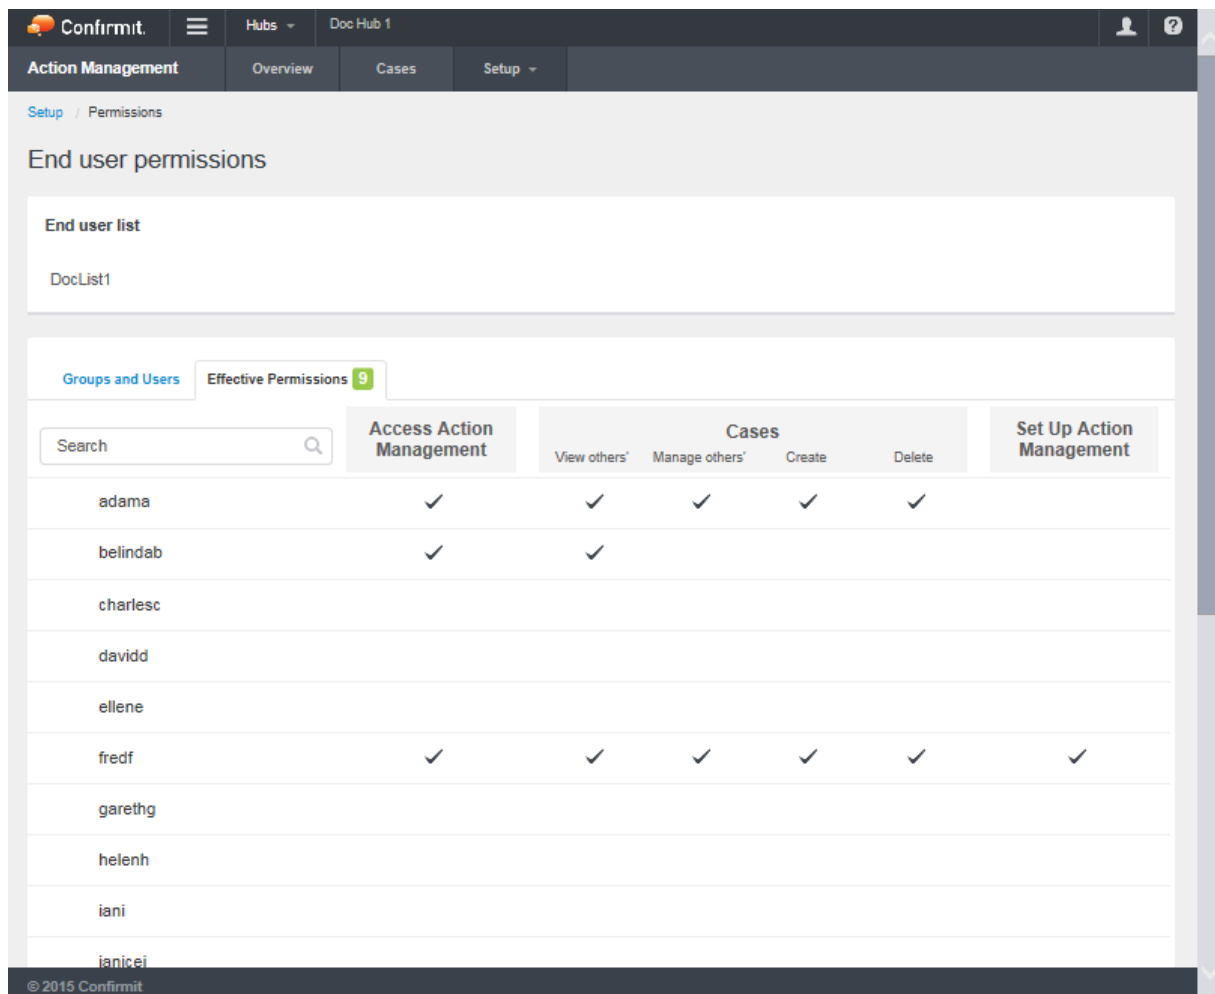 Confirmit. Hubs Doc Hub 1
Action Management Overview Cases Setup
Setup / Permissions
End user permissions
End user list
DocList1
Groups and Users Effective Permissions 9
Search
Access Action
Management
Cases
View others' Manage others' Create Delete
Set Up Action
Management
adama
belindab
charlesc
davidd
ellene
fredf
garethg
helenh
iani
janicej
© 2015 Confirmit